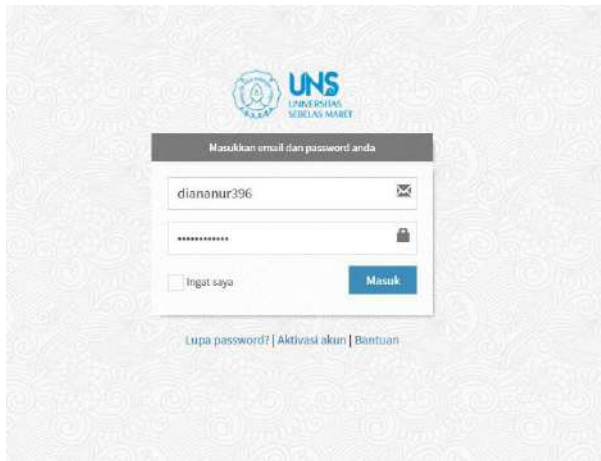 UNS
UNIVERSITAS
SEBELAS MARET
Masukkan email dan password anda
diananur396
••••••••••••
Ingat saya
Masuk
Lupa password? | Aktivasi akun | Bantuan